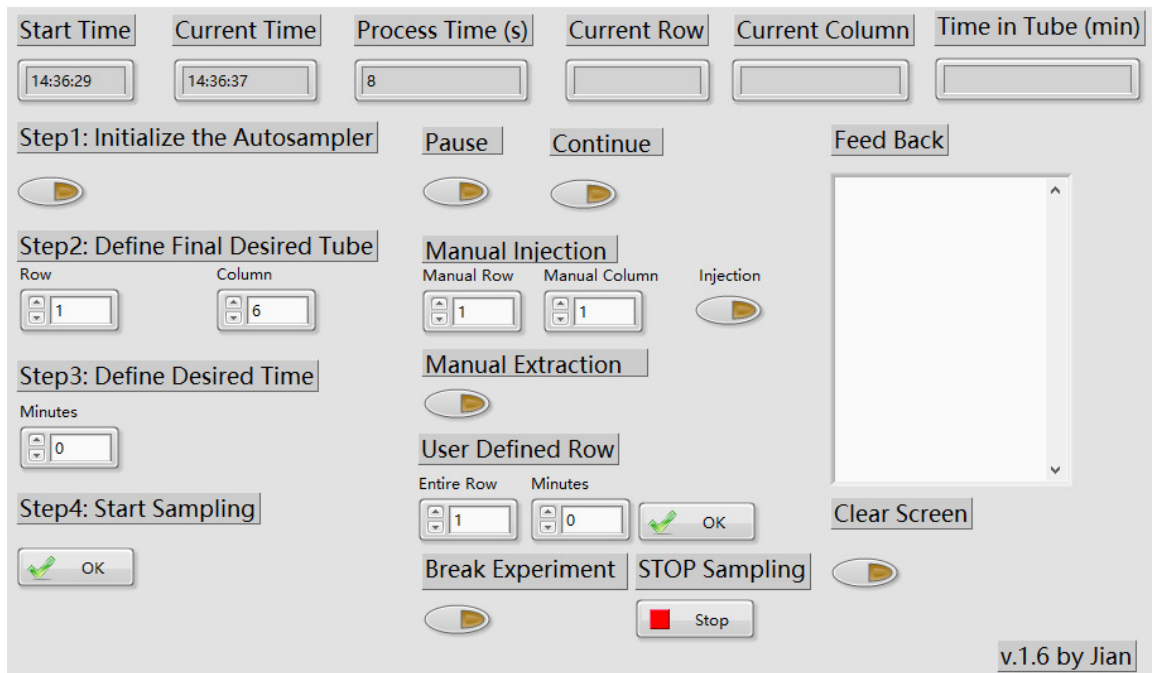 Start Time Current Time Process Time (s) Current Row Current Column Time in Tube (min)
14:36:29 14:36:37 8
Step1: Initialize the Autosampler Pause Continue Feed Back
Step2: Define Final Desired Tube Manual Injection
Row Column Manual Row Manual Column Injection
1 6 1 1
Step3: Define Desired Time Manual Extraction
Minutes
0
User Defined Row
Entire Row Minutes
1 0 OK
Step4: Start Sampling Clear Screen
OK
Break Experiment STOP Sampling
Stop
v.1.6 by Jian